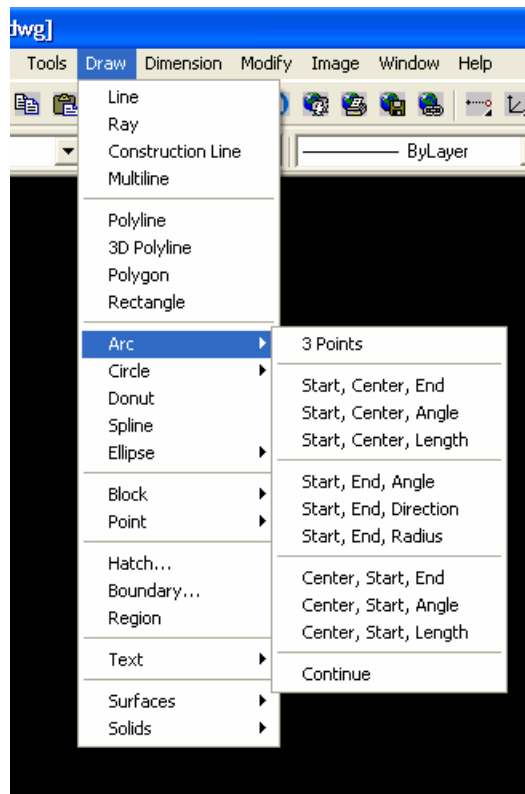 dwg]
Tools Draw Dimension Modify Image Window Help
ByLayer
Line
Ray
Construction Line
Multiline
Polyline
3D Polyline
Polygon
Rectangle
Arc
Circle
Donut
Spline
Ellipse
Block
Point
Hatch...
Boundary...
Region
Text
Surfaces
Solids
3 Points
Start, Center, End
Start, Center, Angle
Start, Center, Length
Start, End, Angle
Start, End, Direction
Start, End, Radius
Center, Start, End
Center, Start, Angle
Center, Start, Length
Continue